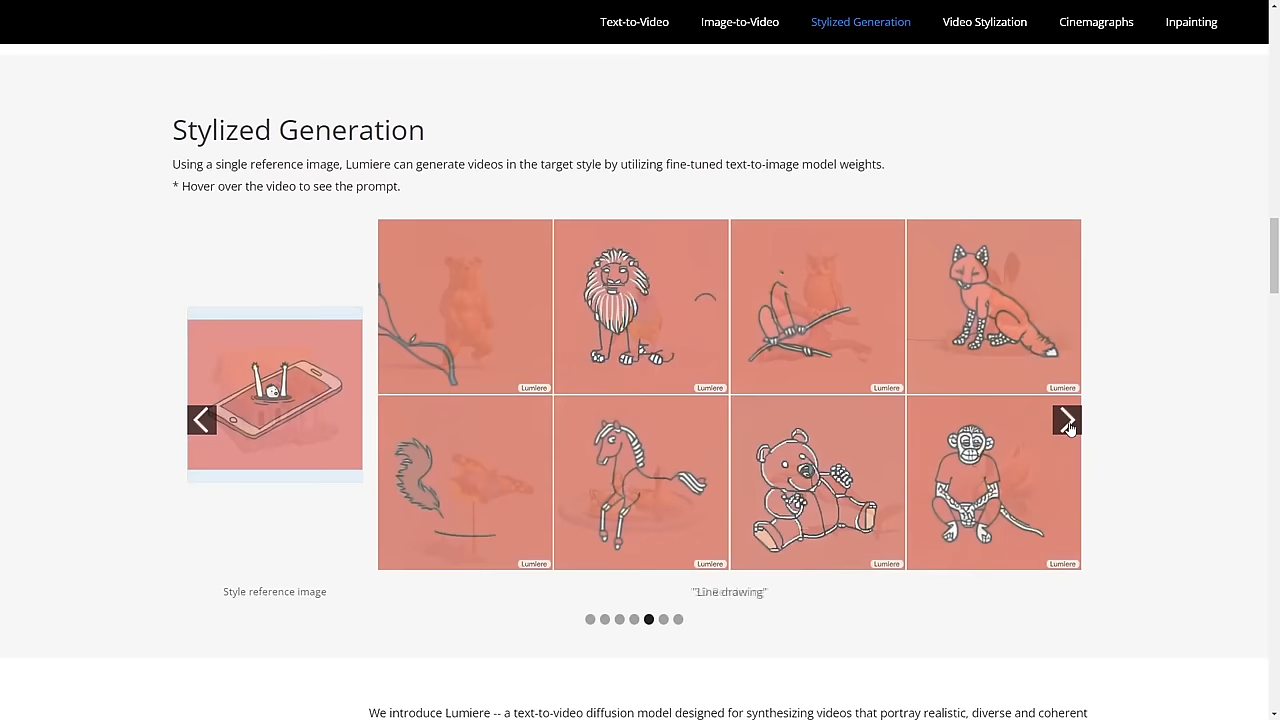 Text-to-Video Image-to-Video Stylized Generation Video Stylization Cinemagraphs Inpainting
Stylized Generation
Using a single reference image, Lumiere can generate videos in the target style by utilizing fine-tuned text-to-image model weights.
* Hover over the video to see the prompt.
Lumiere Lumiere Lumiere Lumiere
Lumiere Lumiere Lumiere Lumiere
Style reference image
"Line drawing"
We introduce Lumiere -- a text-to-video diffusion model designed for synthesizing videos that portray realistic, diverse and coherent